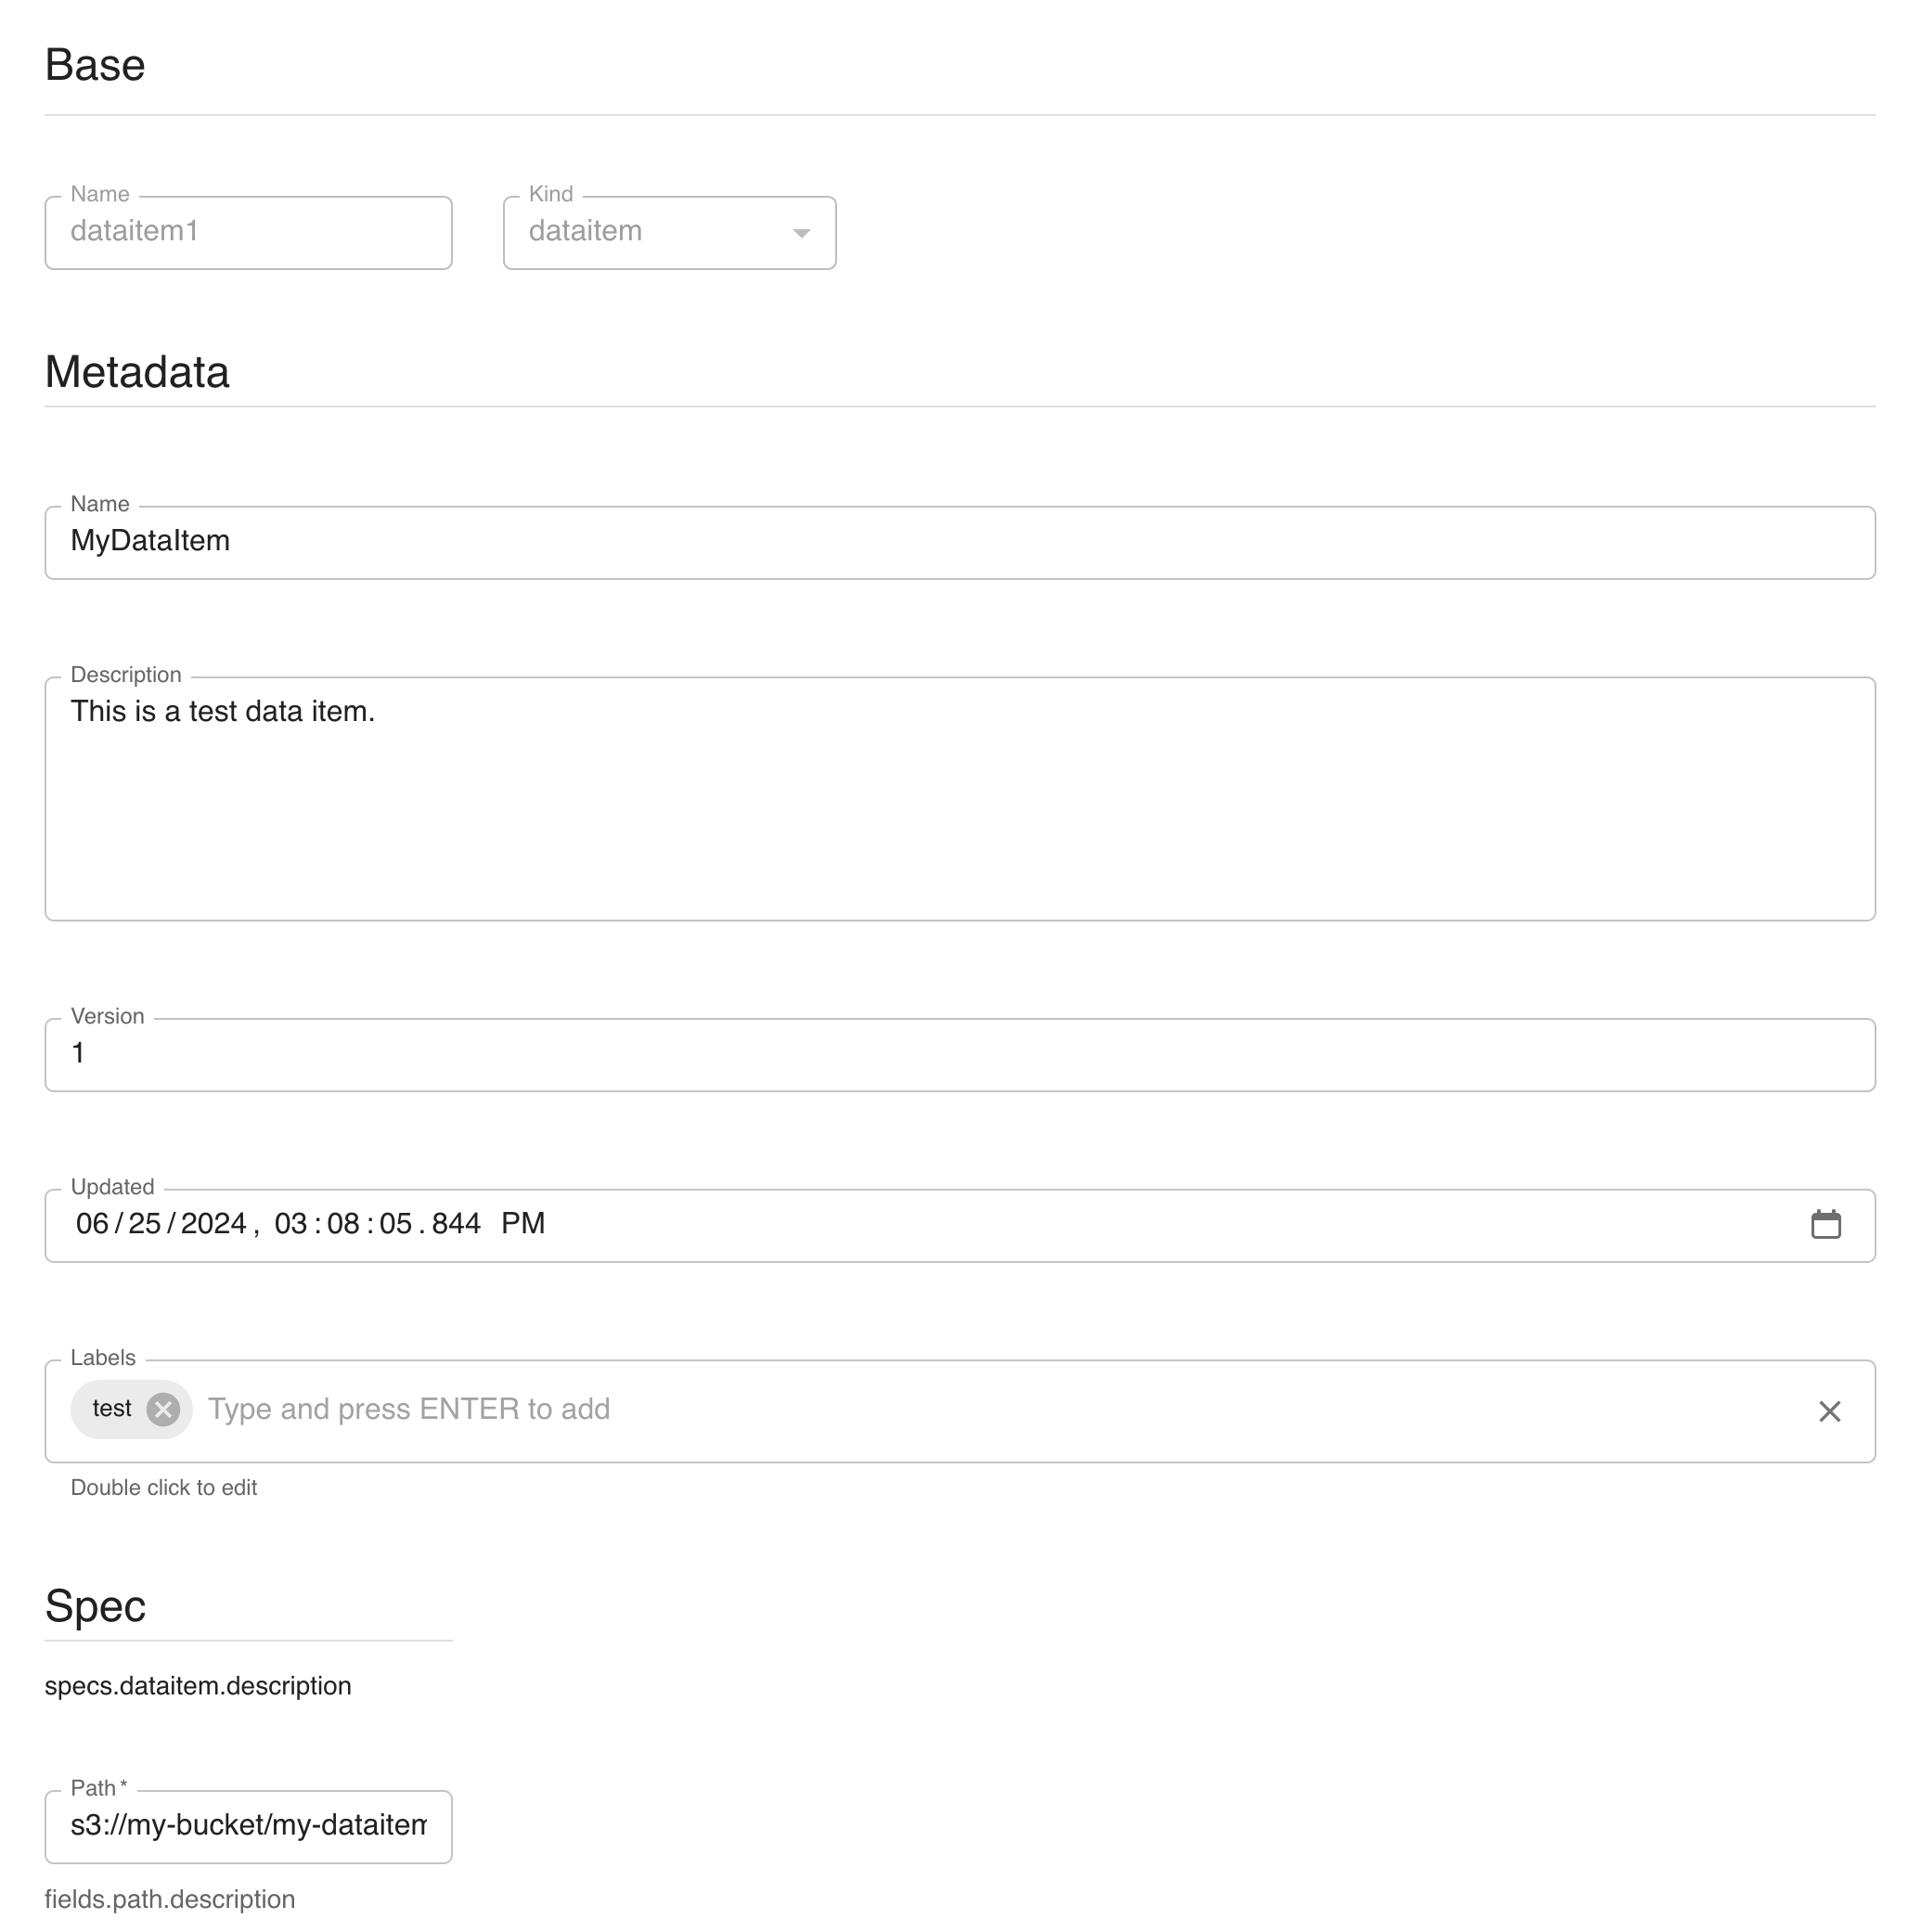 Base
Name
dataitem1
Kind
dataitem
Metadata
Name
MyDataItem
Description
This is a test data item.
Version
1
Updated
06/25/2024, 03:08:05.844 PM
Labels
test Type and press ENTER to add
Double click to edit
Spec
specs.dataitem.description
Path*
s3://my-bucket/my-dataitem
fields.path.description